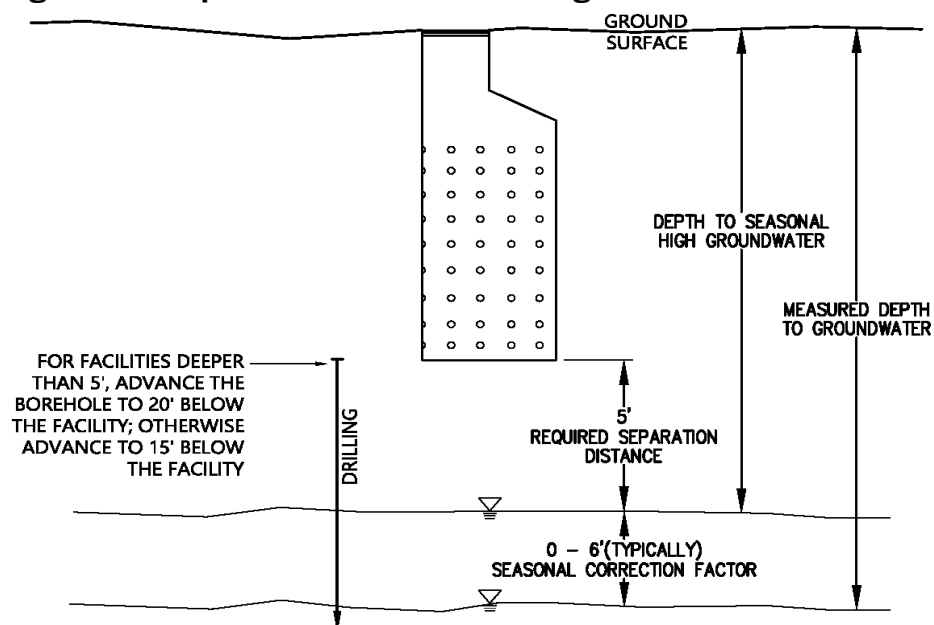 GROUND
SURFACE
DEPTH TO SEASONAL
HIGH GROUNDWATER
MEASURED DEPTH
TO GROUNDWATER
FOR FACILITIES DEEPER
THAN 5', ADVANCE THE
BOREHOLE TO 20' BELOW
THE FACILITY; OTHERWISE
ADVANCE TO 15' BELOW
THE FACILITY
DRILLING
5'
REQUIRED SEPARATION
DISTANCE
0 – 6'(TYPICALLY)
SEASONAL CORRECTION FACTOR